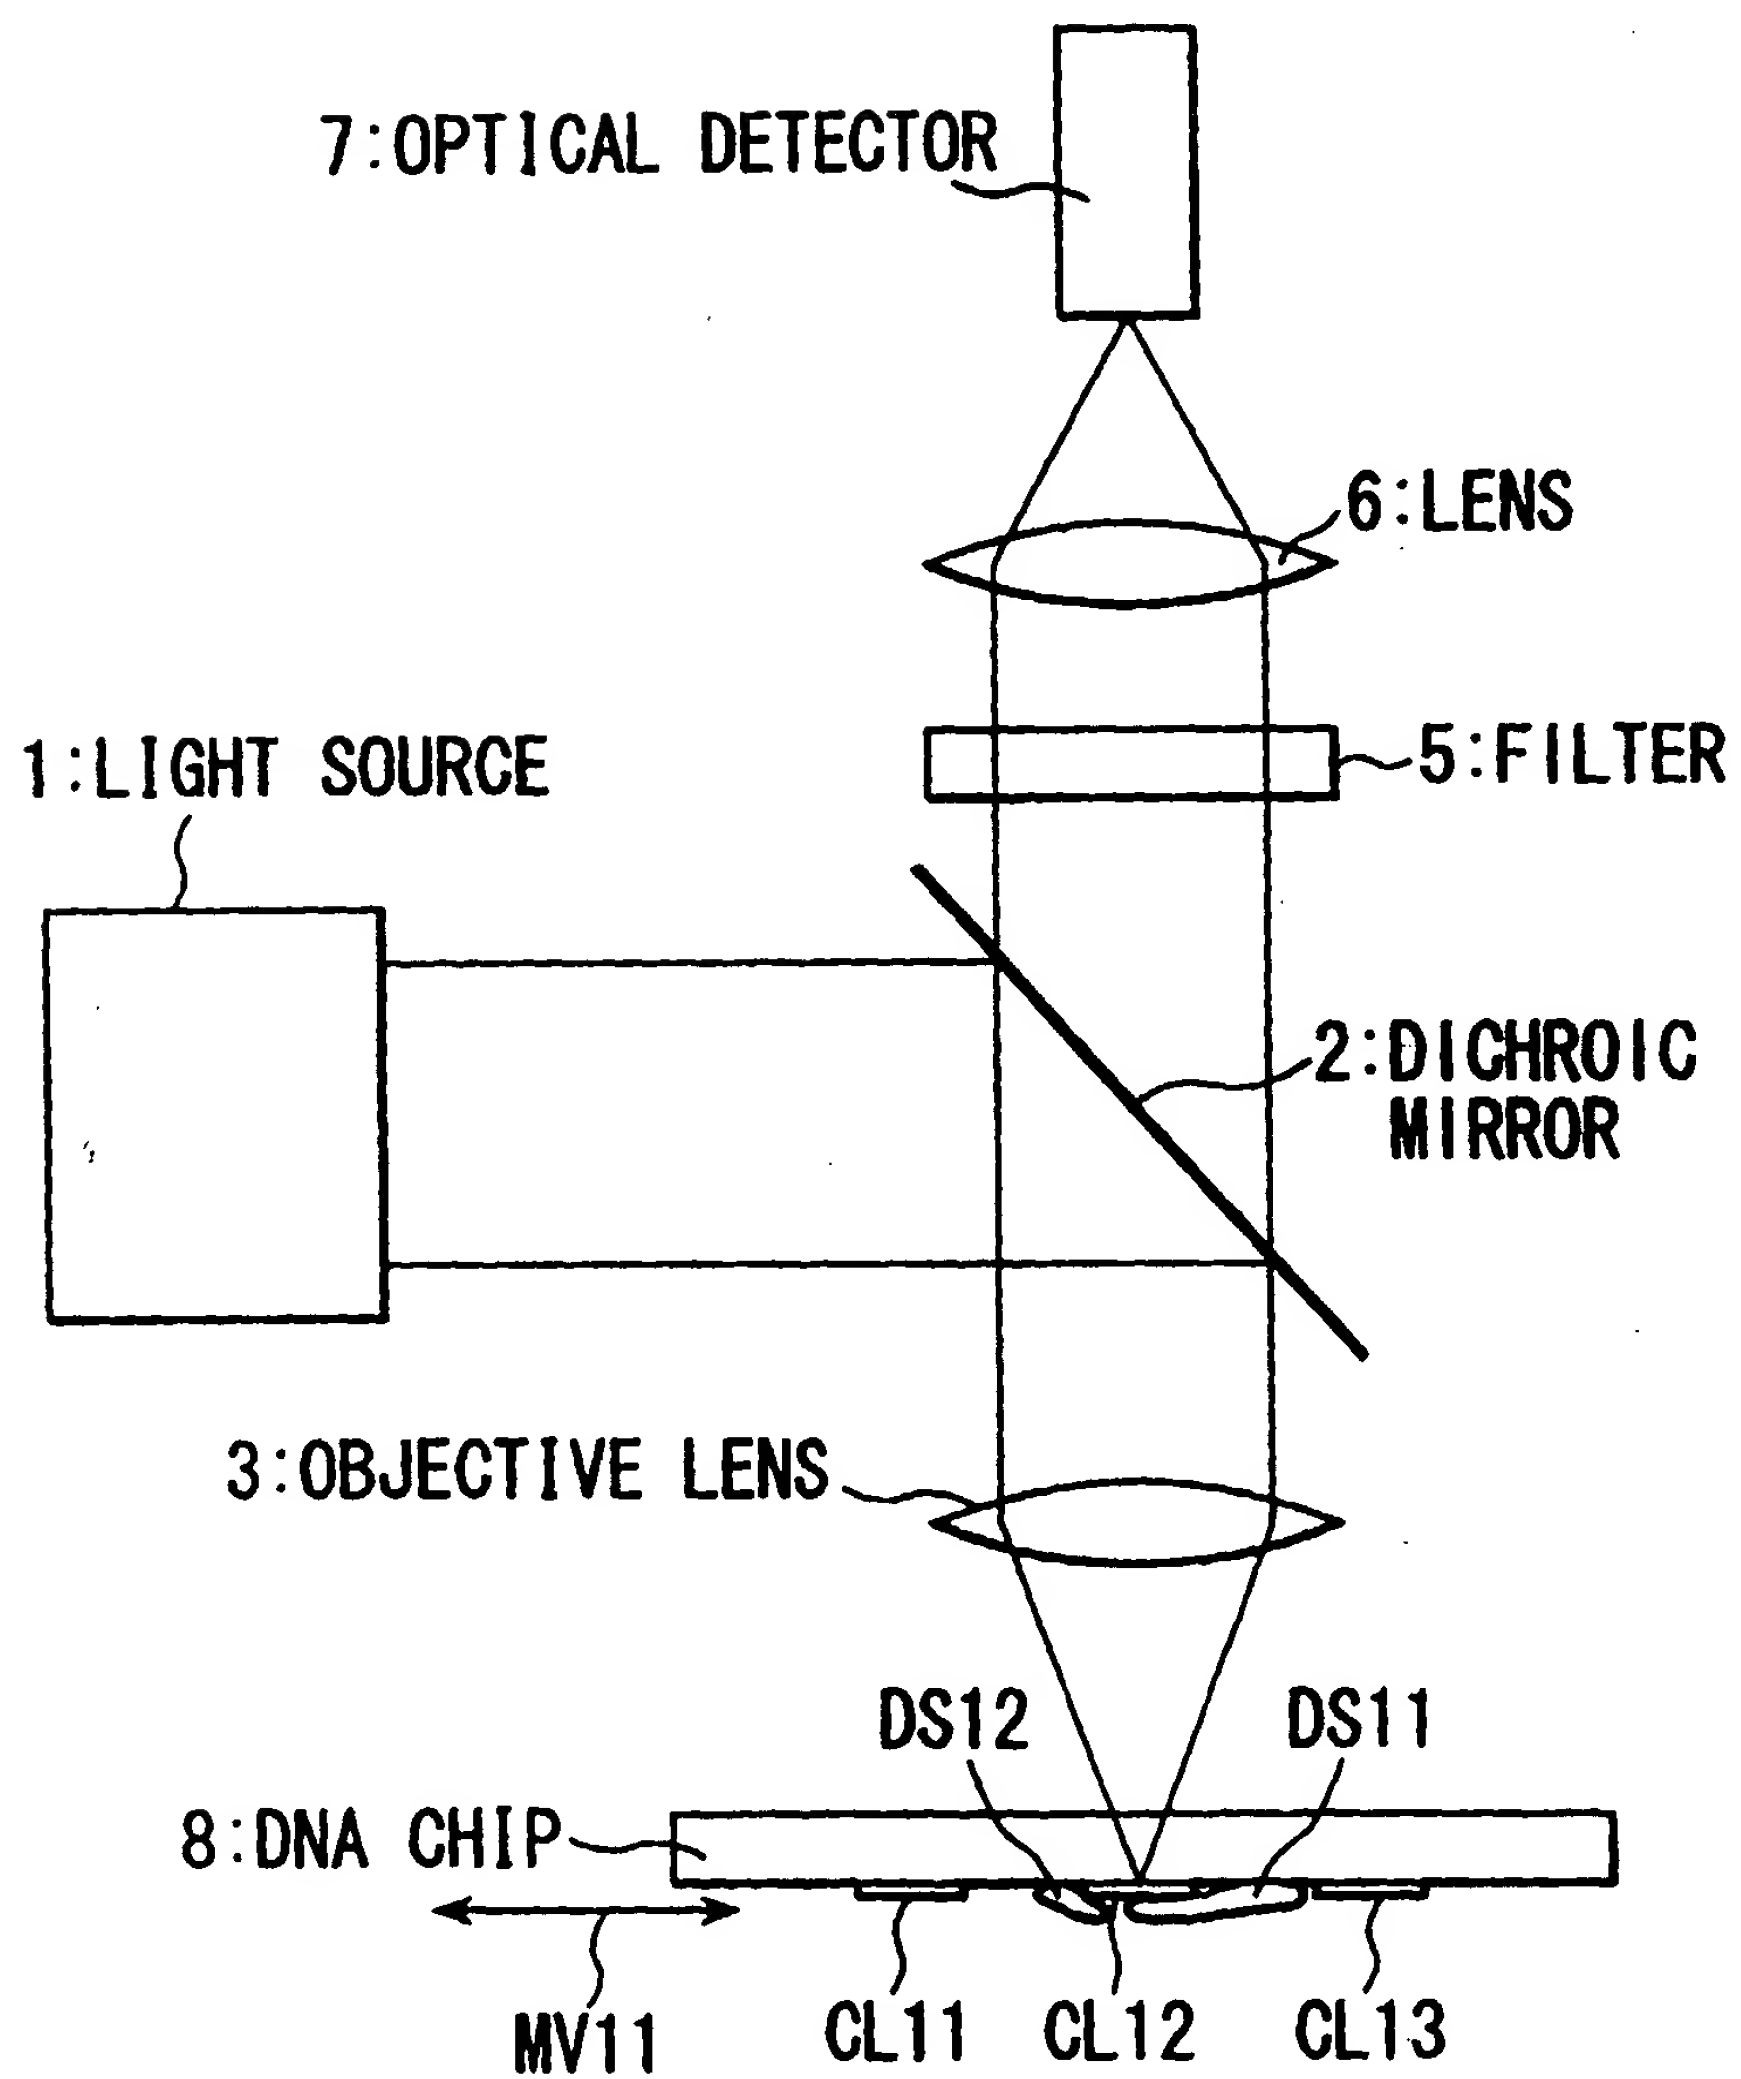 7:OPTICAL DETECTOR
6:LENS
5:FILTER
1:LIGHT SOURCE
2:DICHROIC
MIRROR
3:OBJECTIVE LENS
DS12
DS11
8:DNA CHIP
MV11
CL11
CL12
CL13